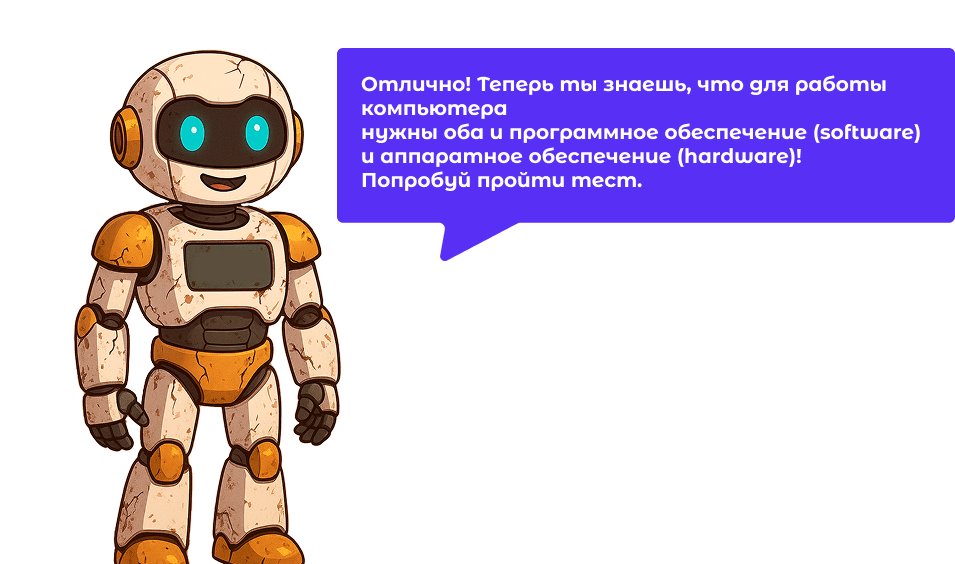 Отлично! Теперь ты знаешь, что для работы
компьютера
нужны оба и программное обеспечение (software)
и аппаратное обеспечение (hardware)!
Попробуй пройти тест.